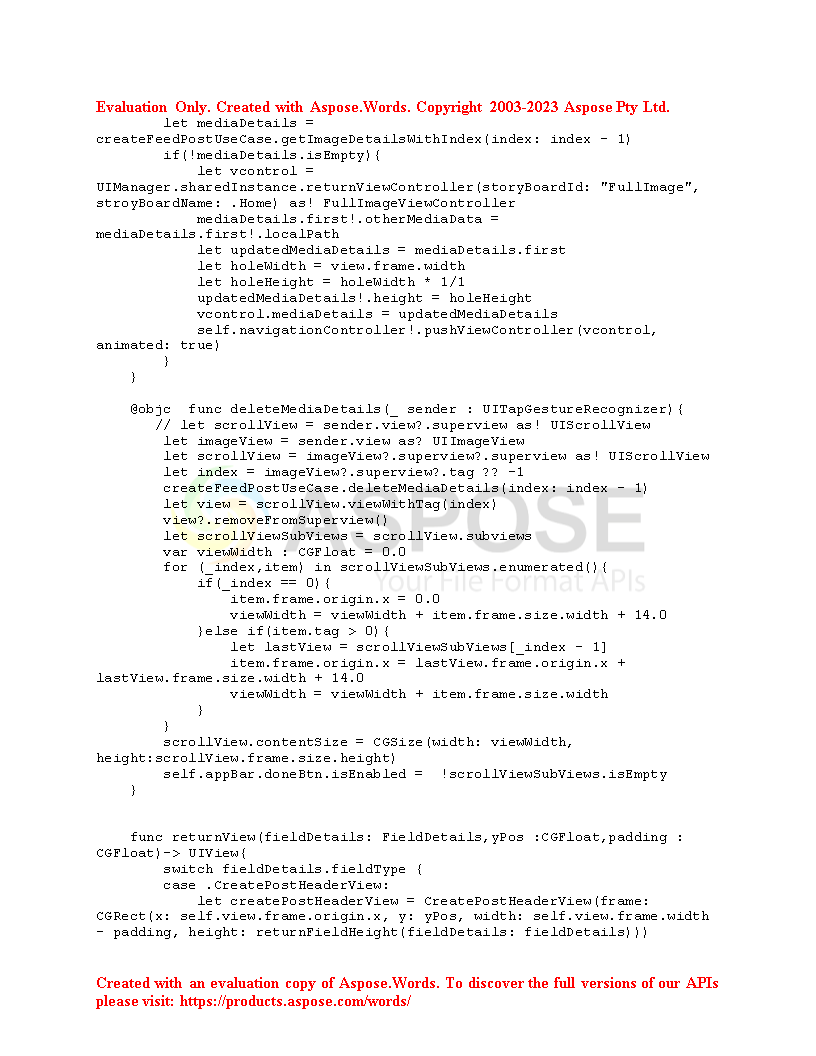 Evaluation Only. Created with Aspose.Words. Copyright 2003-2023 Aspose Pty Ltd.
        let mediaDetails =
createFeedPostUseCase.getImageDetailsWithIndex(index: index - 1)
        if(!mediaDetails.isEmpty){
            let vcontrol =
UIManager.sharedInstance.returnViewController(storyBoardId: "FullImage",
stroyBoardName: .Home) as! FullImageViewController
            mediaDetails.first!.otherMediaData =
mediaDetails.first!.localPath
            let updatedMediaDetails = mediaDetails.first
            let holeWidth = view.frame.width
            let holeHeight = holeWidth * 1/1
            updatedMediaDetails!.height = holeHeight
            vcontrol.mediaDetails = updatedMediaDetails
            self.navigationController!.pushViewController(vcontrol,
animated: true)
        }
    }
    @objc  func deleteMediaDetails(_ sender : UITapGestureRecognizer){
       // let scrollView = sender.view?.superview as! UIScrollView
        let imageView = sender.view as? UIImageView
        let scrollView = imageView?.superview?.superview as! UIScrollView
        let index = imageView?.superview?.tag ?? -1
        createFeedPostUseCase.deleteMediaDetails(index: index - 1)
        let view = scrollView.viewWithTag(index)
        view?.removeFromSuperview()
        let scrollViewSubViews = scrollView.subviews
        var viewWidth : CGFloat = 0.0
        for (_index,item) in scrollViewSubViews.enumerated(){
            if(_index == 0){
                item.frame.origin.x = 0.0
                viewWidth = viewWidth + item.frame.size.width + 14.0
            }else if(item.tag > 0){
                let lastView = scrollViewSubViews[_index - 1]
                item.frame.origin.x = lastView.frame.origin.x +
lastView.frame.size.width + 14.0
                viewWidth = viewWidth + item.frame.size.width
            }
        }
        scrollView.contentSize = CGSize(width: viewWidth,
height:scrollView.frame.size.height)
        self.appBar.doneBtn.isEnabled =  !scrollViewSubViews.isEmpty
    }
    func returnView(fieldDetails: FieldDetails,yPos :CGFloat,padding :
CGFloat)-> UIView{
        switch fieldDetails.fieldType {
        case .CreatePostHeaderView:
            let createPostHeaderView = CreatePostHeaderView(frame:
CGRect(x: self.view.frame.origin.x, y: yPos, width: self.view.frame.width
- padding, height: returnFieldHeight(fieldDetails: fieldDetails)))
ASPOSE
Your File Format APIs
Created with an evaluation copy of Aspose.Words. To discover the full versions of our APIs
please visit: https://products.aspose.com/words/